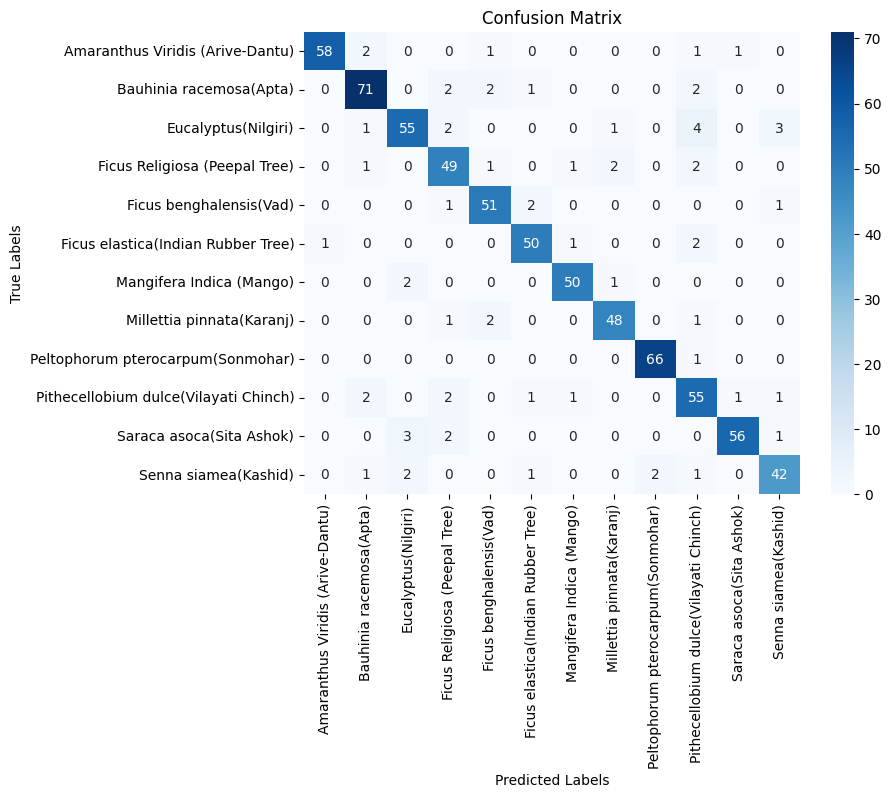 Confusion Matrix
Amaranthus Viridis (Arive-Dantu) 58 2 0 0 1 0 0 0 0 1 1 0
Bauhinia racemosa(Apta) 0 71 0 2 2 1 0 0 0 2 0 0
Eucalyptus(Nilgiri) 0 1 55 2 0 0 0 1 0 4 0 3
Ficus Religiosa (Peepal Tree) 0 1 0 49 1 0 1 2 0 2 0 0
Ficus benghalensis(Vad) 0 0 0 1 51 2 0 0 0 0 0 1
Ficus elastica(Indian Rubber Tree) 1 0 0 0 0 50 1 0 0 2 0 0
Mangifera Indica (Mango) 0 0 2 0 0 0 50 1 0 0 0 0
Millettia pinnata(Karanj) 0 0 0 1 2 0 0 48 0 1 0 0
Peltophorum pterocarpum(Sonmohar) 0 0 0 0 0 0 0 0 66 1 0 0
Pithecellobium dulce(Vilayati Chinch) 0 2 0 2 0 1 1 0 0 55 1 1
Saraca asoca(Sita Ashok) 0 0 3 2 0 0 0 0 0 0 56 1
Senna siamea(Kashid) 0 1 2 0 0 1 0 0 2 1 0 42
True Labels
Amaranthus Viridis (Arive-Dantu)
Bauhinia racemosa(Apta)
Eucalyptus(Nilgiri)
Ficus Religiosa (Peepal Tree)
Ficus benghalensis(Vad)
Ficus elastica(Indian Rubber Tree)
Mangifera Indica (Mango)
Millettia pinnata(Karanj)
Peltophorum pterocarpum(Sonmohar)
Pithecellobium dulce(Vilayati Chinch)
Saraca asoca(Sita Ashok)
Senna siamea(Kashid)
Predicted Labels
70
60
50
40
30
20
10
0